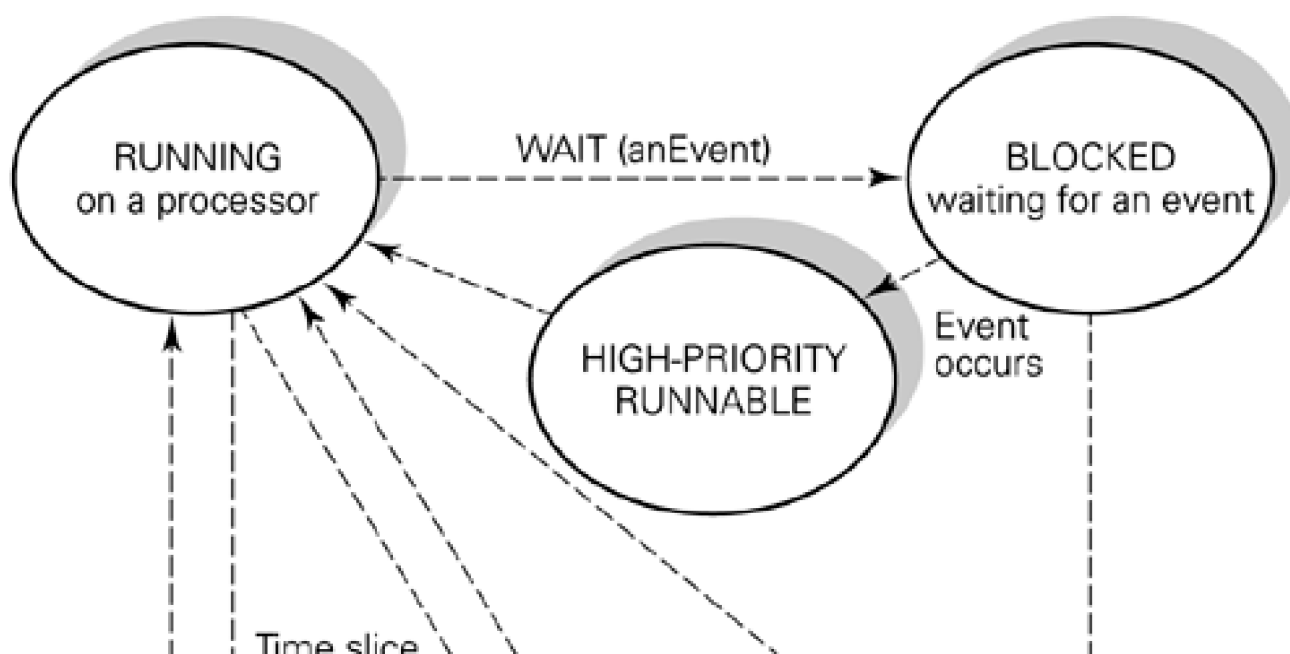 RUNNING
on a processor
WAIT (anEvent)
BLOCKED
waiting for an event
HIGH-PRIORITY
RUNNABLE
Event
occurs
Time slice